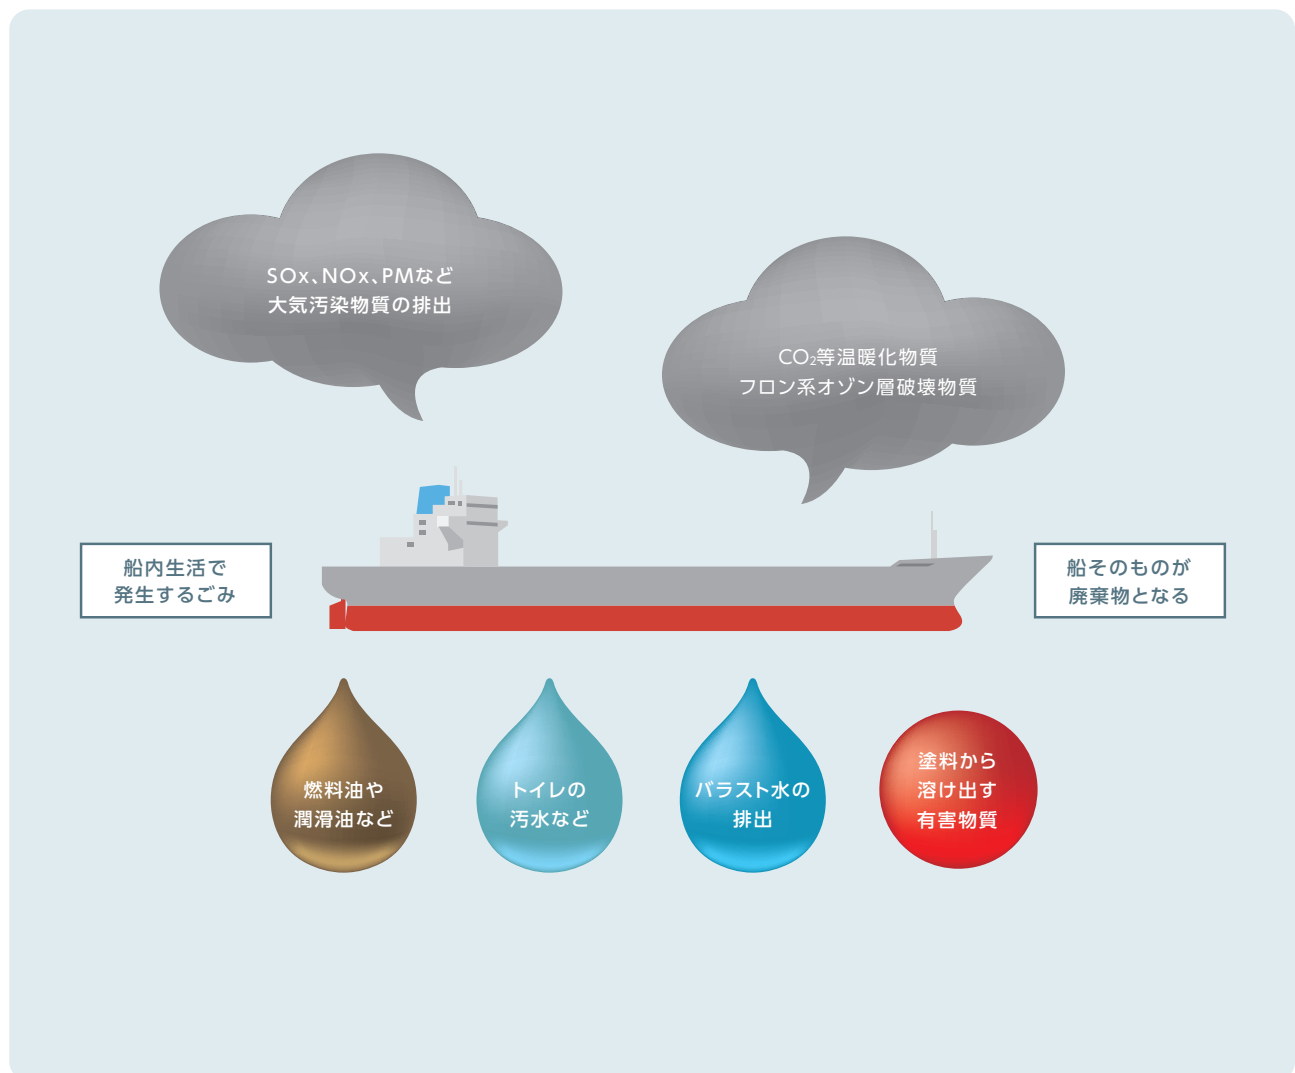 SOx、NOx、PMなど
大気汚染物質の排出
CO₂等温暖化物質
フロン系オゾン層破壊物質
船内生活で
発生するごみ
船そのものが
廃棄物となる
燃料油や
潤滑油など
トイレの
汚水など
バラスト水の
排出
塗料から
溶け出す
有害物質